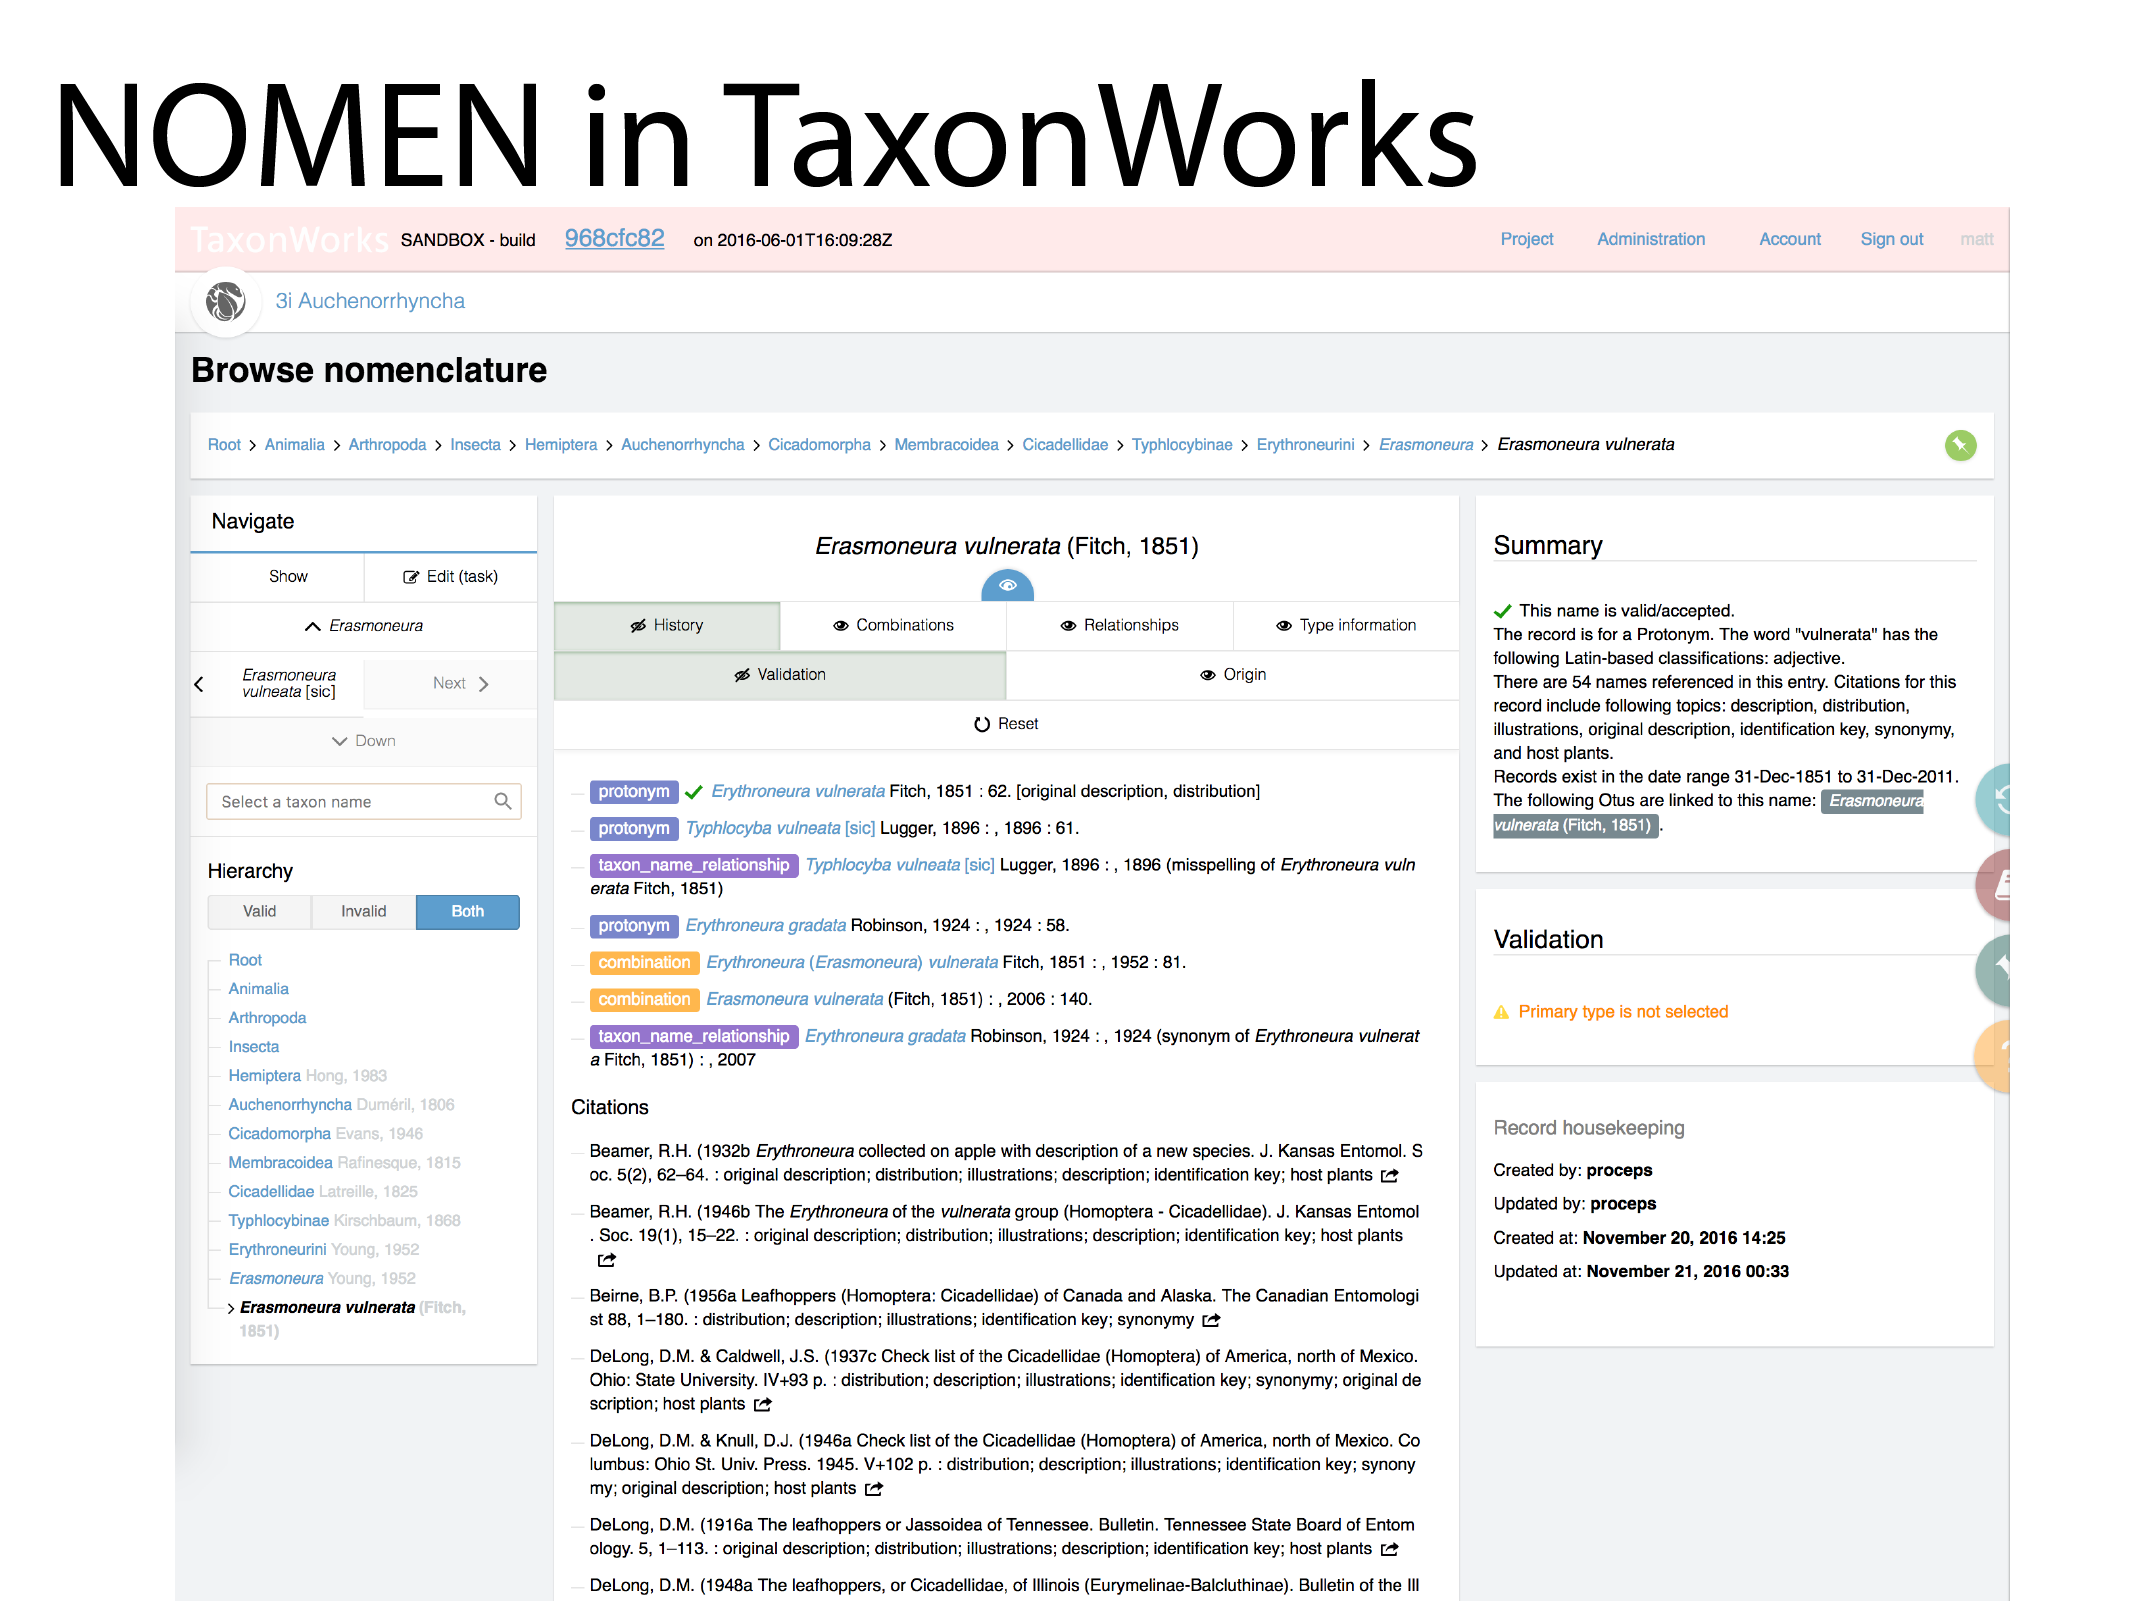 NOMEN in TaxonWorks
TaxonWorks SANDBOX - build 968cfc82 on 2016-06-01T16:09:28Z Project Administration Account Sign out matt
3i Auchenorrhyncha
Browse nomenclature
Root > Animalia > Arthropoda > Insecta > Hemiptera > Auchenorrhyncha > Cicadomorpha > Membracoidea > Cicadellidae > Typhlocybinae > Erythroneurini > Erasmoneura > Erasmoneura vulnerata
Navigate
Show Edit (task)
Erasmoneura
Erasmoneura
vulneata [sic]
Next
Down
Select a taxon name
Hierarchy
Valid Invalid Both
Root
Animalia
Arthropoda
Insecta
Hemiptera Hong, 1983
Auchenorrhyncha Duméril, 1806
Cicadomorpha Evans, 1946
Membracoidea Rafinesque, 1815
Cicadellidae Latreille, 1825
Typhlocybinae Kirschbaum, 1868
Erythroneurini Young, 1952
Erasmoneura Young, 1952
Erasmoneura vulnerata (Fitch,
1851)
Erasmoneura vulnerata (Fitch, 1851)
History Combinations Relationships Type information
Validation Origin
Reset
protonym Erythroneura vulnerata Fitch, 1851 : 62. [original description, distribution]
protonym Typhlocyba vulneata [sic] Lugger, 1896 : , 1896 : 61.
taxon_name_relationship Typhlocyba vulneata [sic] Lugger, 1896 : , 1896 (misspelling of Erythroneura vuln
erata Fitch, 1851)
protonym Erythroneura gradata Robinson, 1924 : , 1924 : 58.
combination Erythroneura (Erasmoneura) vulnerata Fitch, 1851 : , 1952 : 81.
combination Erasmoneura vulnerata (Fitch, 1851) : , 2006 : 140.
taxon_name_relationship Erythroneura gradata Robinson, 1924 : , 1924 (synonym of Erythroneura vulnerat
a Fitch, 1851) : , 2007
Citations
Beamer, R.H. (1932b Erythroneura collected on apple with description of a new species. J. Kansas Entomol. S
oc. 5(2), 62–64. : original description; distribution; illustrations; description; identification key; host plants
Beamer, R.H. (1946b The Erythroneura of the vulnerata group (Homoptera - Cicadellidae). J. Kansas Entomol
. Soc. 19(1), 15–22. : original description; distribution; illustrations; description; identification key; host plants
Beirne, B.P. (1956a Leafhoppers (Homoptera: Cicadellidae) of Canada and Alaska. The Canadian Entomologi
st 88, 1–180. : distribution; description; illustrations; identification key; synonymy
DeLong, D.M. & Caldwell, J.S. (1937c Check list of the Cicadellidae (Homoptera) of America, north of Mexico.
Ohio: State University. IV+93 p. : distribution; description; illustrations; identification key; synonymy; original de
scription; host plants
DeLong, D.M. & Knull, D.J. (1946a Check list of the Cicadellidae (Homoptera) of America, north of Mexico. Co
lumbus: Ohio St. Univ. Press. 1945. V+102 p. : distribution; description; illustrations; identification key; synony
my; original description; host plants
DeLong, D.M. (1916a The leafhoppers or Jassoidea of Tennessee. Bulletin. Tennessee State Board of Entom
ology. 5, 1–113. : original description; distribution; illustrations; description; identification key; host plants
DeLong, D.M. (1948a The leafhoppers, or Cicadellidae, of Illinois (Eurymelinae-Balcluthinae). Bulletin of the Ill
Summary
This name is valid/accepted.
The record is for a Protonym. The word "vulnerata" has the
following Latin-based classifications: adjective.
There are 54 names referenced in this entry. Citations for this
record include following topics: description, distribution,
illustrations, original description, identification key, synonymy,
and host plants.
Records exist in the date range 31-Dec-1851 to 31-Dec-2011.
The following Otus are linked to this name: Erasmoneura
vulnerata (Fitch, 1851) .
Validation
Primary type is not selected
Record housekeeping
Created by: proceps
Updated by: proceps
Created at: November 20, 2016 14:25
Updated at: November 21, 2016 00:33